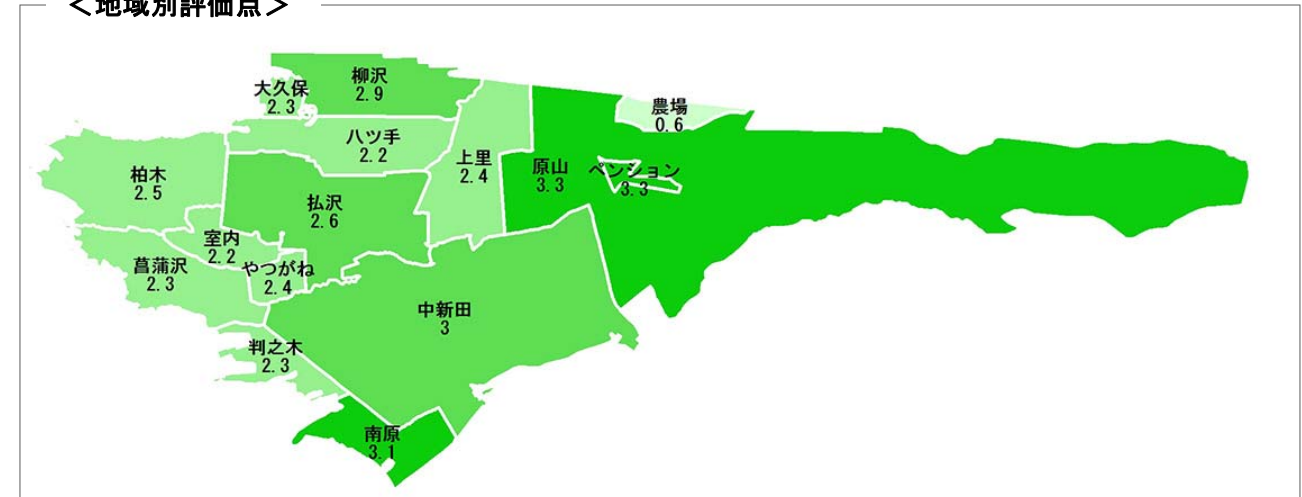 ＜地域別評価点＞
柳沢
2.9
大久保
2.3
農場
0.6
八ツ手
2.2
上里
2.4
原山
3.3
ペンション
3.3
柏木
2.5
払沢
2.6
室内
2.2
菖蒲沢
2.3
やつがね
2.4
中新田
3
判之木
2.3
南原
3.1